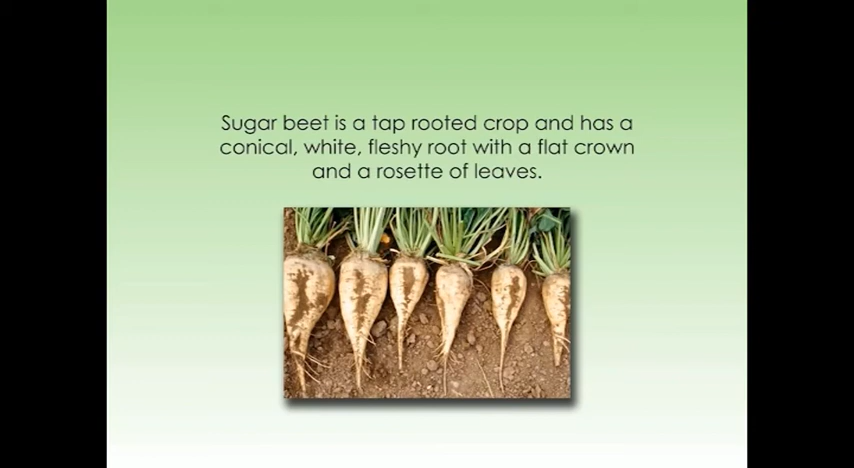 Sugar beet is a tap rooted crop and has a
conical, white, fleshy root with a flat crown
and a rosette of leaves.